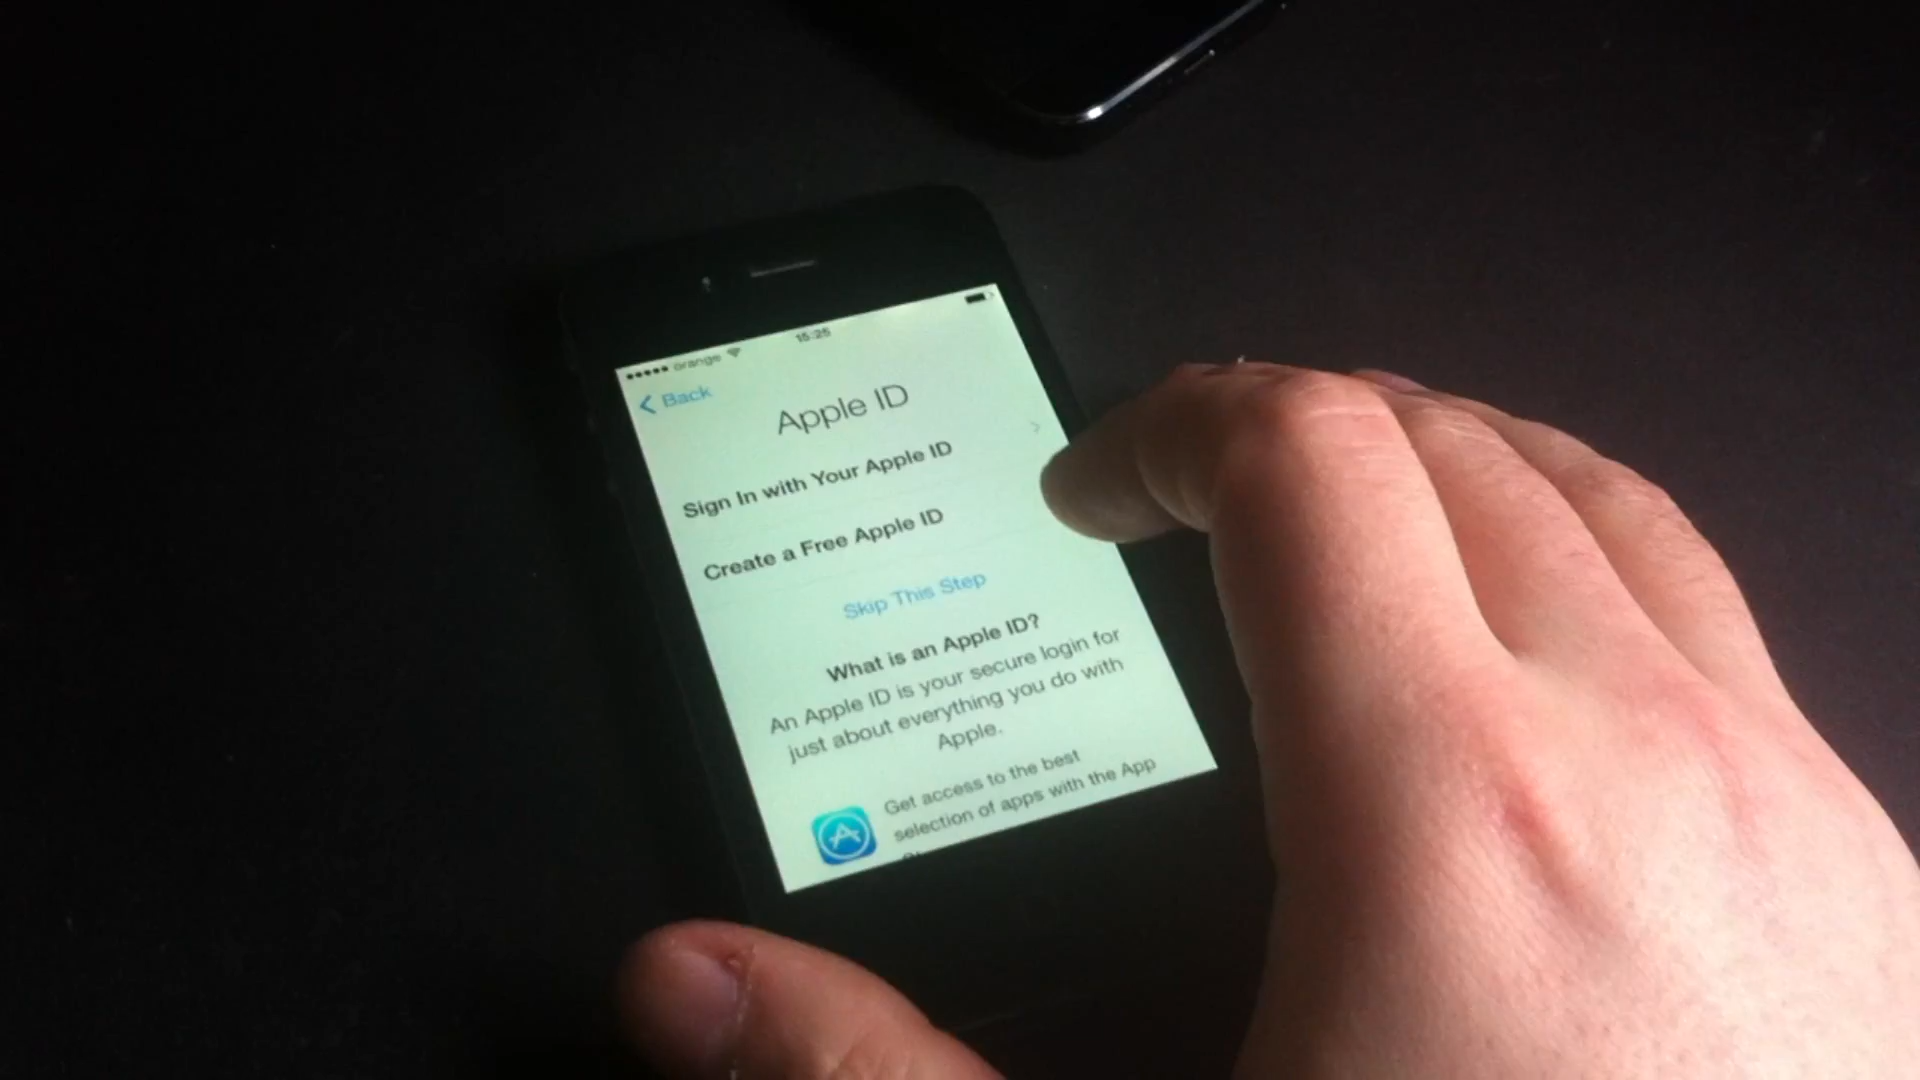 orange
15:25
Back
Apple ID
Sign In with Your Apple ID
Create a Free Apple ID
Skip This Step
What is an Apple ID?
An Apple ID is your secure login for
just about everything you do with
Apple.
Get access to the best
selection of apps with the App